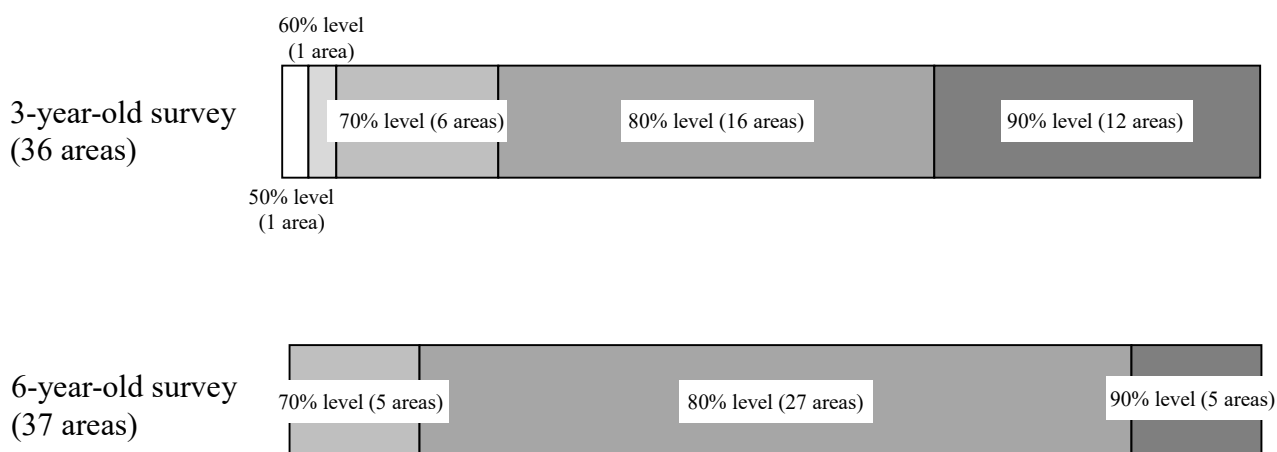 60% level
(1 area)
3-year-old survey
(36 areas)
70% level (6 areas)
80% level (16 areas)
90% level (12 areas)
50% level
(1 area)
6-year-old survey
(37 areas)
70% level (5 areas)
80% level (27 areas)
90% level (5 areas)